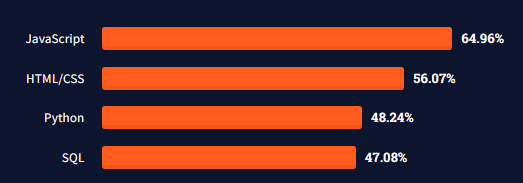 JavaScript 64.96%
HTML/CSS 56.07%
Python 48.24%
SQL 47.08%